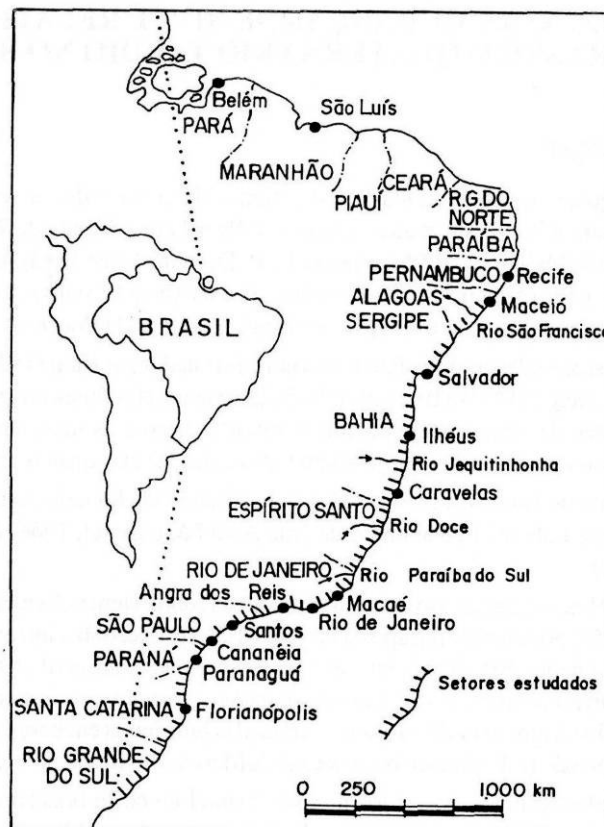 Belém
São Luís
PARÁ
MARANHÃO
CEARÁ
PIAUÍ
R.G.DO
NORTE
PARAÍBA
PERNAMBUCO
Recife
ALAGOAS
Maceió
SERGIPE
Rio São Francisco
BRASIL
Salvador
BAHIA
Ilhéus
Rio Jequitinhonha
Caravelas
ESPÍRITO SANTO
Rio Doce
RIO DE JANEIRO
Rio Paraíba do Sul
Angra dos Reis
Macaé
Rio de Janeiro
SÃO PAULO
Santos
Cananéia
PARANÁ
Paranaguá
Setores estudados
SANTA CATARINA
Florianópolis
RIO GRANDE
DO SUL
0 250 1000 km